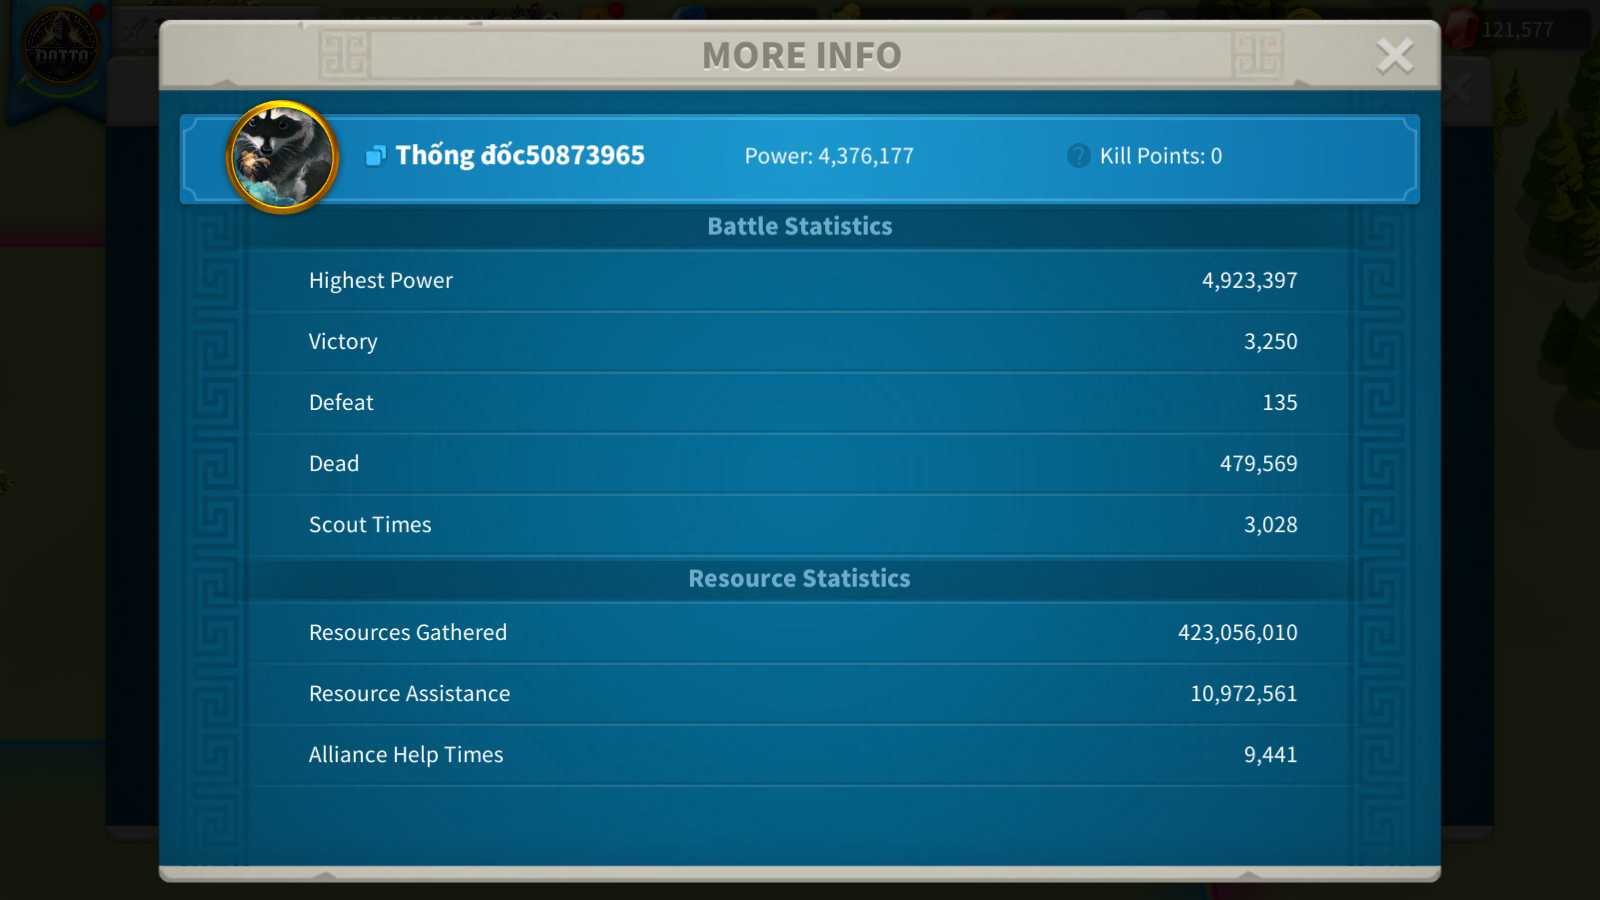 DOTTO
121,577
MORE INFO
Thống đốc50873965
Power: 4,376,177
? Kill Points: 0
Battle Statistics
Highest Power 4,923,397
Victory 3,250
Defeat 135
Dead 479,569
Scout Times 3,028
Resource Statistics
Resources Gathered 423,056,010
Resource Assistance 10,972,561
Alliance Help Times 9,441